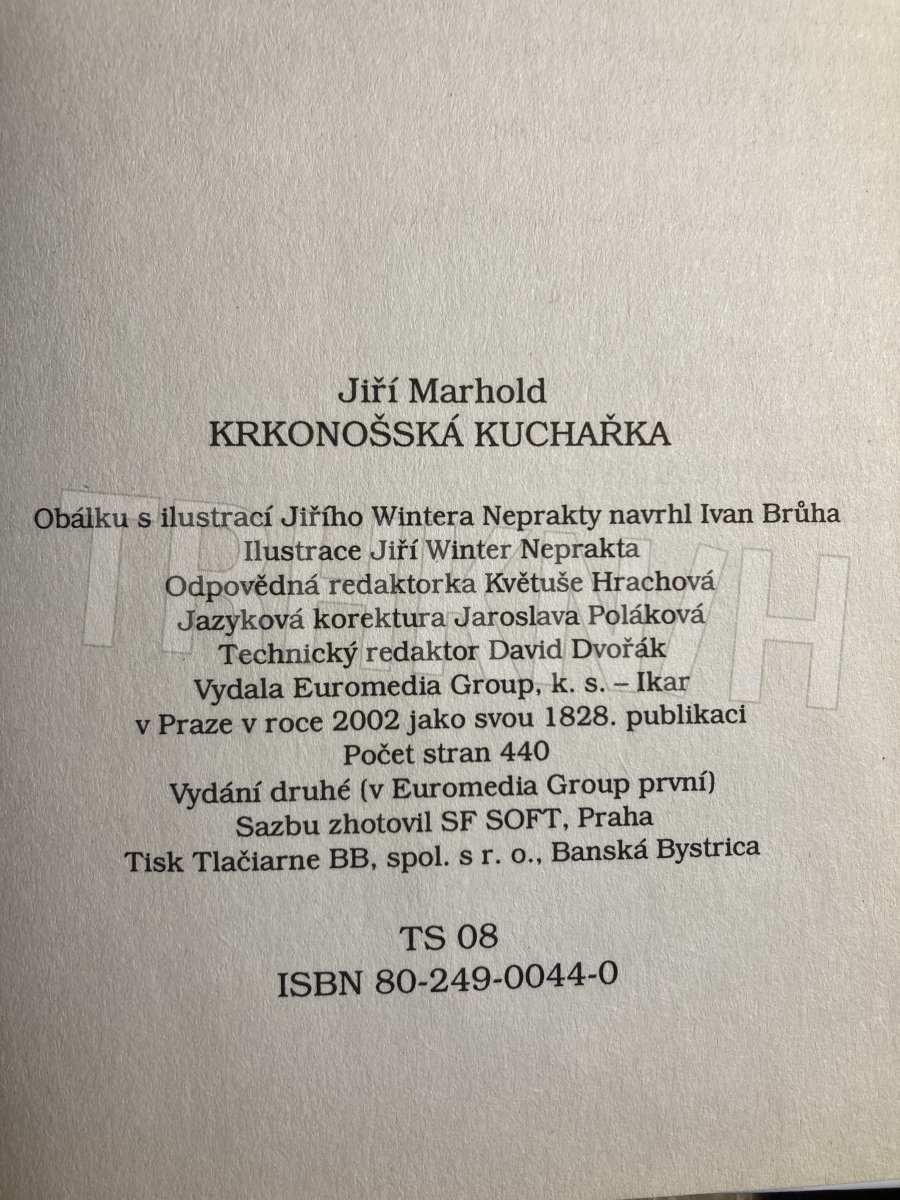 Jiří Marhold
KRKONOŠSKÁ KUCHAŘKA
Obálku s ilustrací Jiřího Wintera Neprakty navrhl Ivan Brůha
Ilustrace Jiří Winter Neprakta
Odpovědná redaktorka Květuše Hrachová
Jazyková korektura Jaroslava Poláková
Technický redaktor David Dvořák
Vydala Euromedia Group, k. s. – Ikar
v Praze v roce 2002 jako svou 1828. publikaci
Počet stran 440
Vydání druhé (v Euromedia Group první)
Sazbu zhotovil SF SOFT, Praha
Tisk Tlačiarne BB, spol. s r. o., Banská Bystrica
TS 08
ISBN 80-249-0044-0